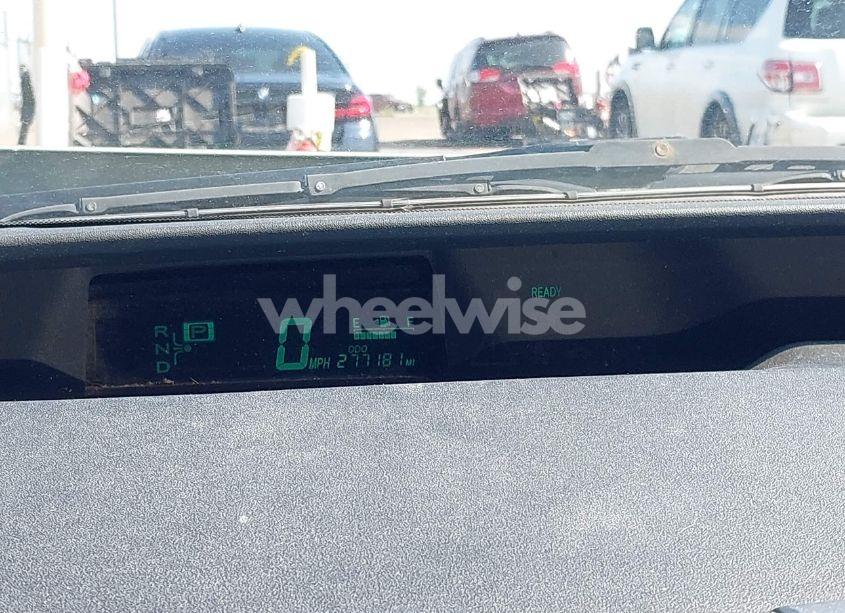 wheelwise
READY
R P
N
D
0 MPH
E F
ODO
277181 MI